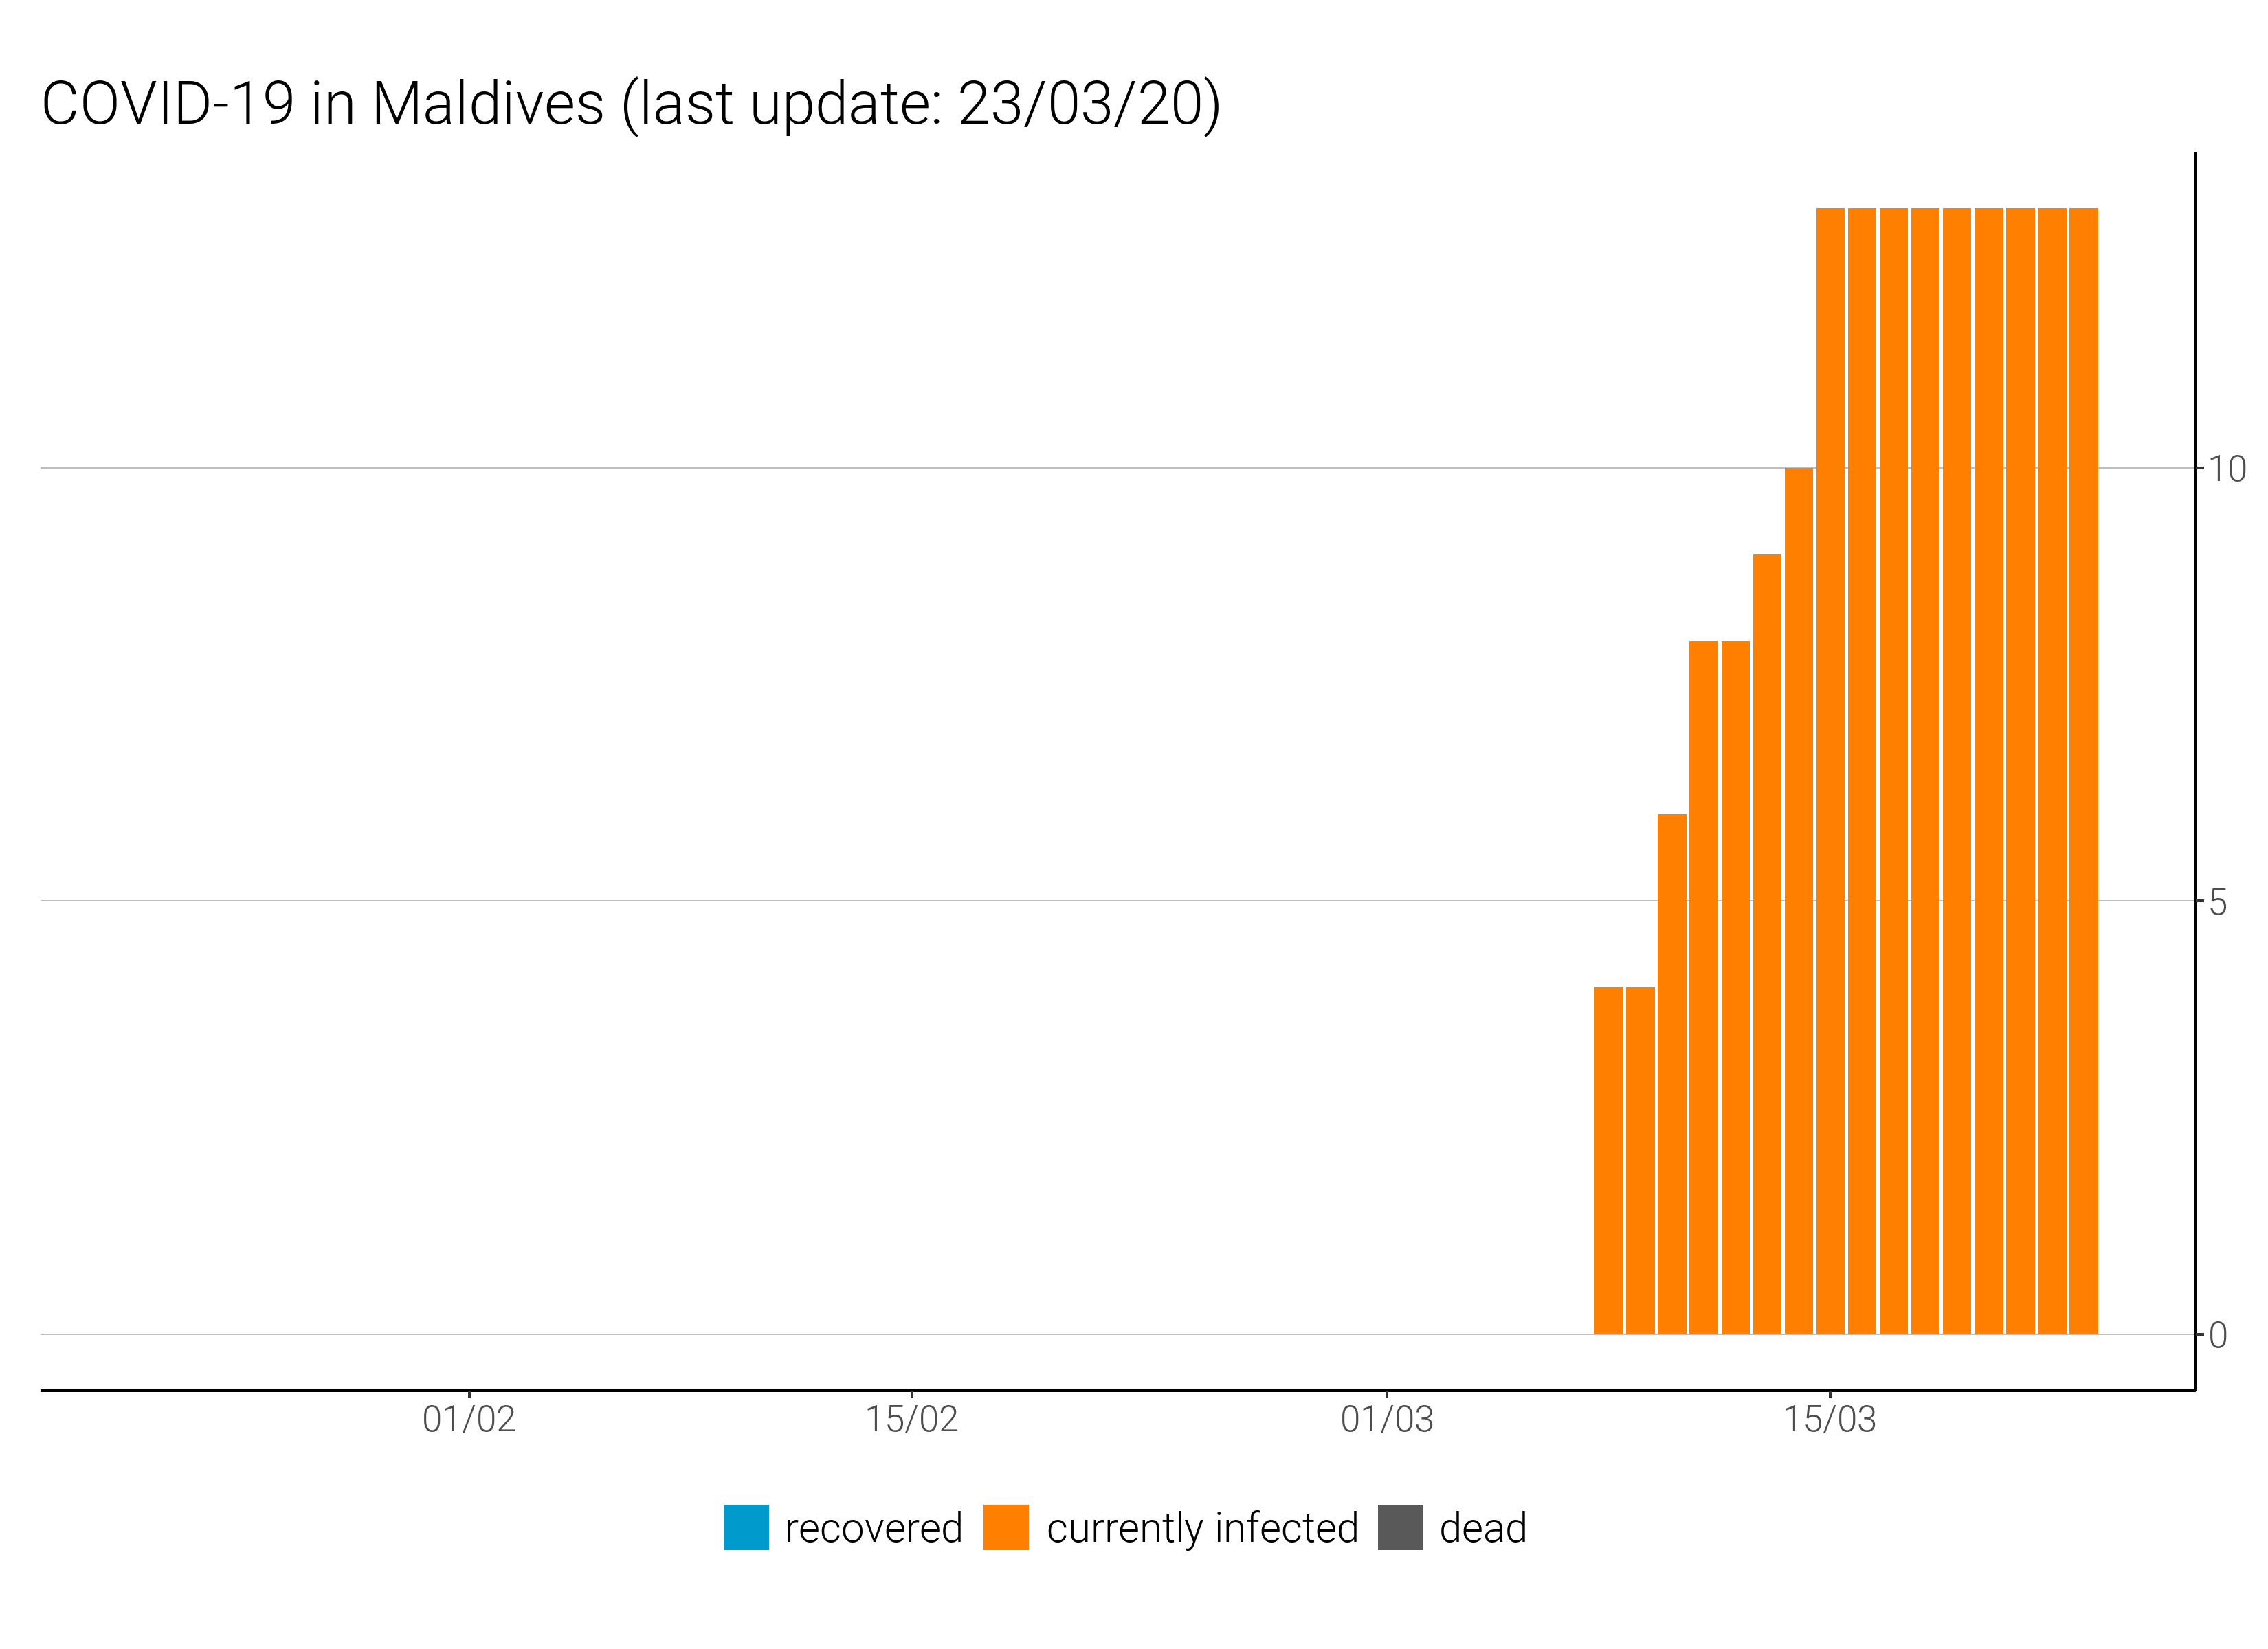 COVID-19 in Maldives (last update: 23/03/20)
10
5
0
01/02 15/02 01/03 15/03
recovered currently infected dead